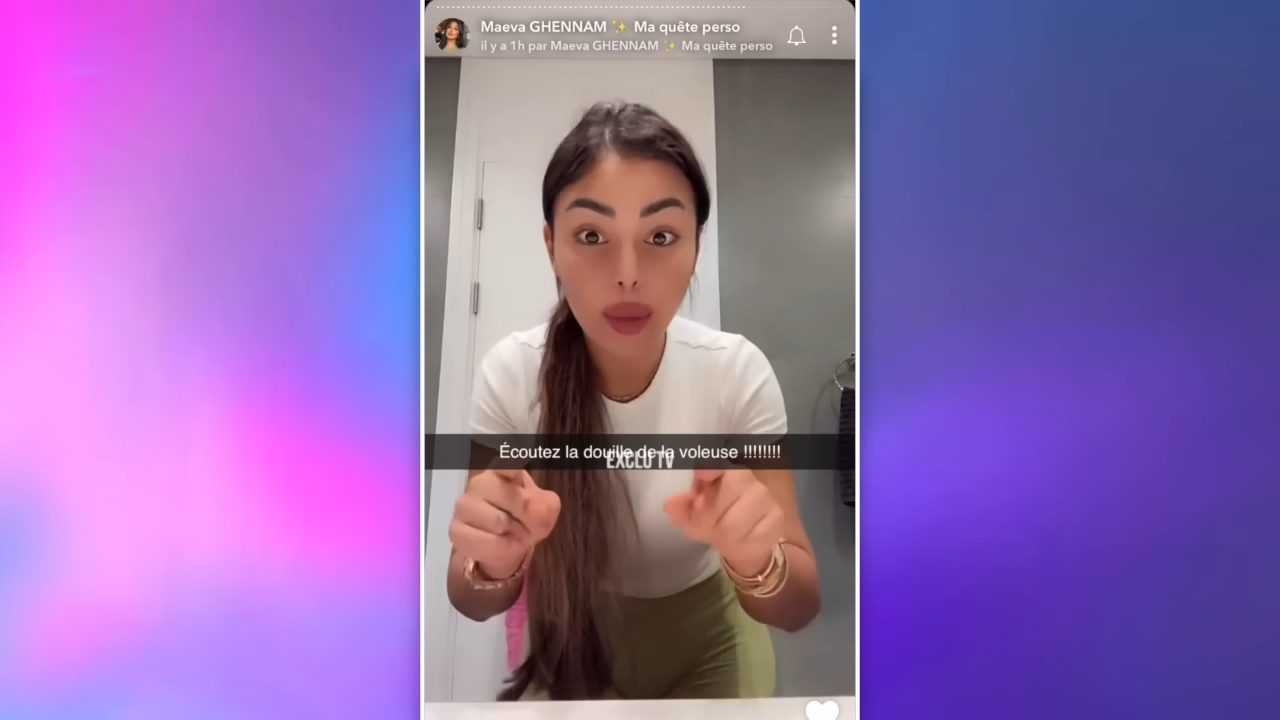 Maeva GHENNAM ✨ Ma quête perso
il y a 1h par Maeva GHENNAM ✨ Ma quête perso
Écoutez la douille de la voleuse !!!!!!!!
EXCLO TV